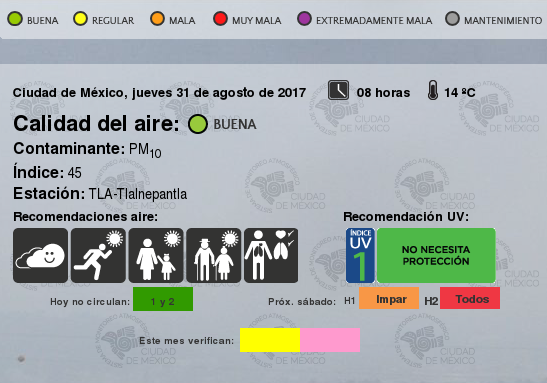 BUENA REGULAR MALA MUY MALA EXTREMADAMENTE MALA MANTENIMIENTO
Ciudad de México, jueves 31 de agosto de 2017 08 horas 14 ºC
Calidad del aire: BUENA
Contaminante: PM10
Índice: 45
Estación: TLA-Tlalnepantla
Recomendaciones aire: Recomendación UV:
ÍNDICE
UV
1
NO NECESITA
PROTECCIÓN
Hoy no circulan: 1 y 2 Próx. sábado: H1 Impar H2 Todos
Este mes verifican:
CIUDAD
DE MÉXICO